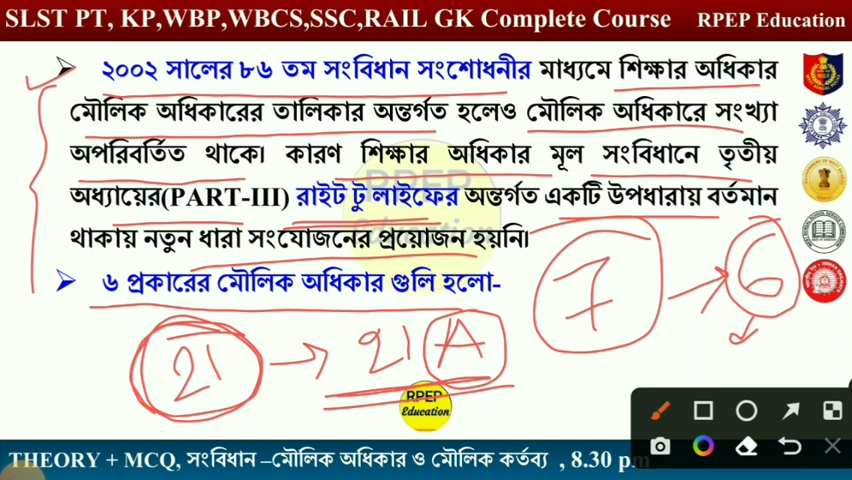 SLST PT, KP,WBP,WBCS,SSC,RAIL GK Complete Course RPEP Education
২০০২ সালের ৮৬ তম সংবিধান সংশোধনীর মাধ্যমে শিক্ষার অধিকার
মৌলিক অধিকারের তালিকার অন্তর্গত হলেও মৌলিক অধিকারে সংখ্যা
অপরিবর্তিত থাকে। কারণ শিক্ষার অধিকার মূল সংবিধানে তৃতীয়
অধ্যায়ের(PART-III) রাইট টু লাইফের অন্তর্গত একটি উপধারায় বর্তমান
থাকায় নতুন ধারা সংযোজনের প্রয়োজন হয়নি।
৬ প্রকারের মৌলিক অধিকার গুলি হলো-
7 → 6
21 → 21 A
RPEP
Education
THEORY + MCQ, সংবিধান –মৌলিক অধিকার ও মৌলিক কর্তব্য , 8.30 pm